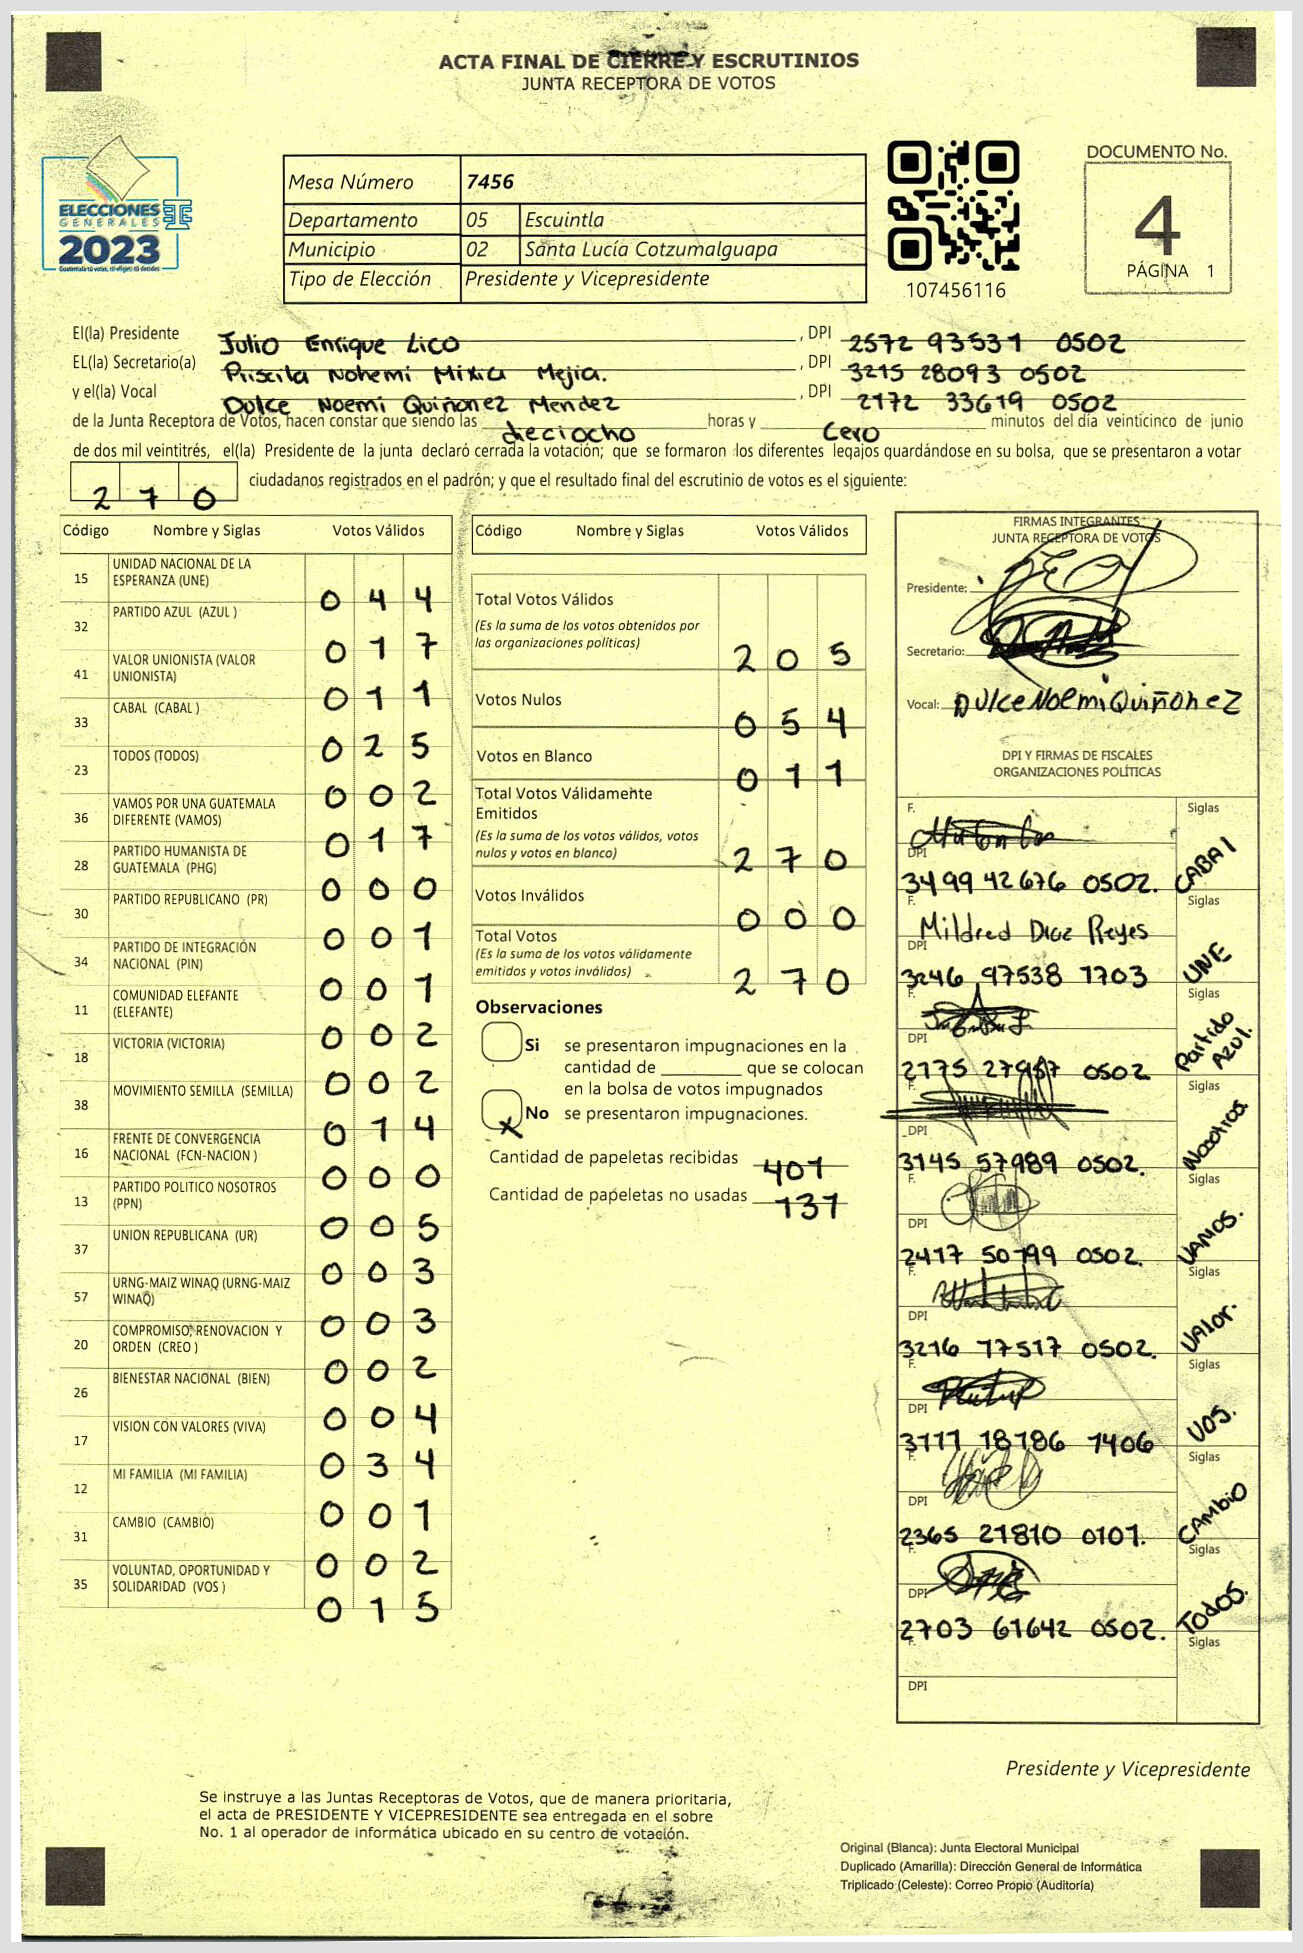 ACTA FINAL DE CIERRE Y ESCRUTINIOS
JUNTA RECEPTORA DE VOTOS
ELECCIONES
GENERALES
2023
Mesa Número 7456
Departamento 05 Escuintla
Municipio 02 Santa Lucía Cotzumalguapa
Tipo de Elección Presidente y Vicepresidente
107456116
DOCUMENTO No.
4
PÁGINA 1
El(la) Presidente Julio Enrique Lico , DPI 2572 93531 0502
EL(la) Secretario(a) Priscila Nohemi Mixia Mejia. , DPI 3215 28093 0502
y el(la) Vocal Dulce Noemi Quiñonez Mendez , DPI 2172 33619 0502
de la Junta Receptora de Votos, hacen constar que siendo las dieciocho horas y cero minutos del día veinticinco de junio
de dos mil veintitrés, el(la) Presidente de la junta declaró cerrada la votación; que se formaron los diferentes legajos guardándose en su bolsa, que se presentaron a votar
270 ciudadanos registrados en el padrón; y que el resultado final del escrutinio de votos es el siguiente:
Código Nombre y Siglas Votos Válidos
15 UNIDAD NACIONAL DE LA ESPERANZA (UNE) 0 4 4
32 PARTIDO AZUL (AZUL ) 0 1 7
41 VALOR UNIONISTA (VALOR UNIONISTA) 0 1 1
33 CABAL (CABAL ) 0 2 5
23 TODOS (TODOS) 0 0 2
36 VAMOS POR UNA GUATEMALA DIFERENTE (VAMOS) 0 1 7
28 PARTIDO HUMANISTA DE GUATEMALA (PHG) 0 0 0
30 PARTIDO REPUBLICANO (PR) 0 0 1
34 PARTIDO DE INTEGRACIÓN NACIONAL (PIN) 0 0 1
11 COMUNIDAD ELEFANTE (ELEFANTE) 0 0 2
18 VICTORIA (VICTORIA) 0 0 2
38 MOVIMIENTO SEMILLA (SEMILLA) 0 1 4
16 FRENTE DE CONVERGENCIA NACIONAL (FCN-NACION ) 0 0 0
13 PARTIDO POLITICO NOSOTROS (PPN) 0 0 5
37 UNION REPUBLICANA (UR) 0 0 3
57 URNG-MAIZ WINAQ (URNG-MAIZ WINAQ) 0 0 3
20 COMPROMISO, RENOVACION Y ORDEN (CREO ) 0 0 2
26 BIENESTAR NACIONAL (BIEN) 0 0 4
17 VISION CON VALORES (VIVA) 0 3 4
12 MI FAMILIA (MI FAMILIA) 0 0 1
31 CAMBIO (CAMBIO) 0 0 2
35 VOLUNTAD, OPORTUNIDAD Y SOLIDARIDAD (VOS ) 0 1 5
Código Nombre y Siglas Votos Válidos
Total Votos Válidos
(Es la suma de los votos obtenidos por
las organizaciones políticas) 2 0 5
Votos Nulos 0 5 4
Votos en Blanco 0 1 1
Total Votos Válidamente
Emitidos
(Es la suma de los votos válidos, votos
nulos y votos en blanco) 2 7 0
Votos Inválidos 0 0 0
Total Votos
(Es la suma de los votos válidamente
emitidos y votos inválidos) 2 7 0
Observaciones
Si se presentaron impugnaciones en la
cantidad de ________ que se colocan
en la bolsa de votos impugnados
x No se presentaron impugnaciones.
Cantidad de papeletas recibidas 401
Cantidad de papeletas no usadas 131
FIRMAS INTEGRANTES
JUNTA RECEPTORA DE VOTOS
Presidente:
Secretario:
Vocal: Dulce Noemi Quiñonez
DPI Y FIRMAS DE FISCALES
ORGANIZACIONES POLÍTICAS
F. Siglas
DPI 3499 42676 0502. CABAl
F. Mildred Diaz Reyes Siglas
DPI 3246 97538 1703 UNE
F. Siglas
DPI 2775 27957 0502 Partido Azul.
F. Siglas
DPI 3145 57989 0502. Nosotros
F. Siglas
DPI 2417 50799 0502. VAMOS.
F. Siglas
DPI 3216 77517 0502. VAlor.
F. Siglas
DPI 3111 18186 1406 VOS.
F. Siglas
DPI 2365 21810 0101. CAMbiO
F. Siglas
DPI 2703 61642 0502. TOdOS.
Siglas
DPI
Presidente y Vicepresidente
Se instruye a las Juntas Receptoras de Votos, que de manera prioritaria,
el acta de PRESIDENTE Y VICEPRESIDENTE sea entregada en el sobre
No. 1 al operador de informática ubicado en su centro de votación.
Original (Blanca): Junta Electoral Municipal
Duplicado (Amarilla): Dirección General de Informática
Triplicado (Celeste): Correo Propio (Auditoría)